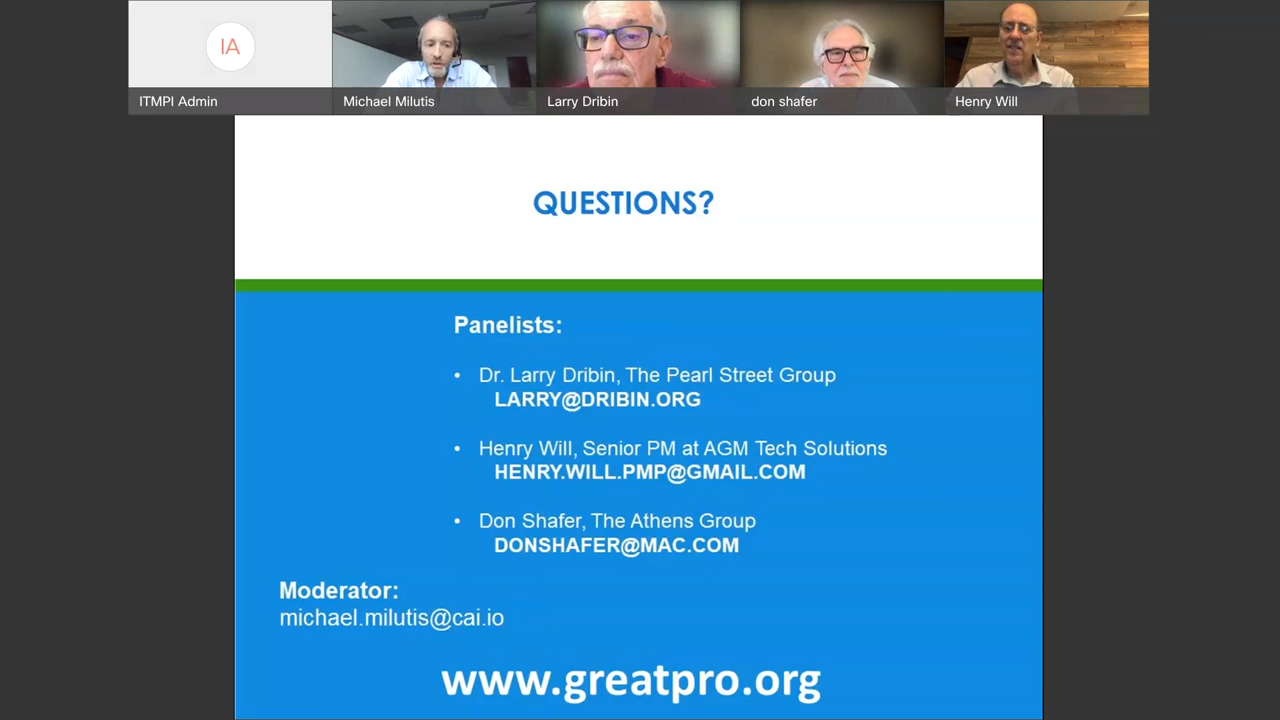 IA
ITMPI Admin
Michael Milutis
Larry Dribin
don shafer
Henry Will
QUESTIONS?
Panelists:
• Dr. Larry Dribin, The Pearl Street Group
LARRY@DRIBIN.ORG
• Henry Will, Senior PM at AGM Tech Solutions
HENRY.WILL.PMP@GMAIL.COM
• Don Shafer, The Athens Group
DONSHAFER@MAC.COM
Moderator:
michael.milutis@cai.io
www.greatpro.org